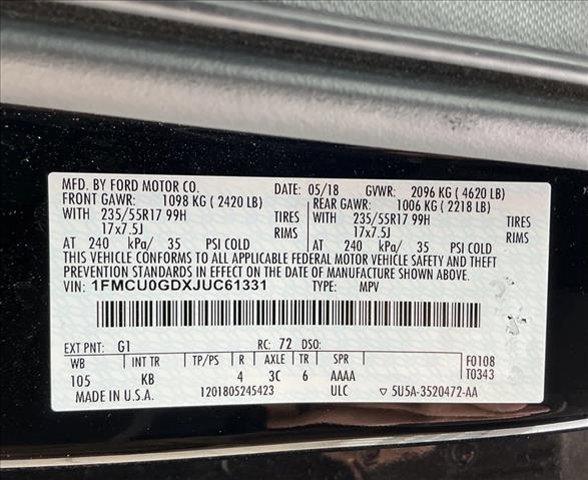 MFD. BY FORD MOTOR CO. DATE: 05/18 GVWR: 2096 KG ( 4620 LB)
FRONT GAWR: 1098 KG ( 2420 LB) REAR GAWR: 1006 KG ( 2218 LB)
WITH 235/55R17 99H TIRES WITH 235/55R17 99H TIRES
17x7.5J RIMS 17x7.5J RIMS
AT 240 kPa/ 35 PSI COLD AT 240 kPa/ 35 PSI COLD
THIS VEHICLE CONFORMS TO ALL APPLICABLE FEDERAL MOTOR VEHICLE SAFETY AND THEFT
PREVENTION STANDARDS IN EFFECT ON THE DATE OF MANUFACTURE SHOWN ABOVE.
VIN: 1FMCU0GDXJUC61331 TYPE: MPV
EXT PNT: G1 RC: 72 DSO:
WB INT TR TP/PS R AXLE TR SPR F0108
105 KB 4 3C 6 AAAA T0343
MADE IN U.S.A. 1201805245423 ULC ▽ 5U5A-3520472-AA